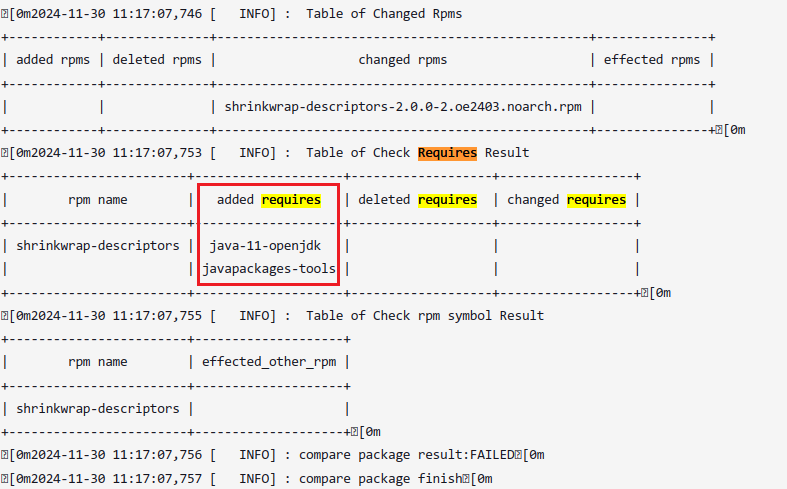 [0m2024-11-30 11:17:07,746 [   INFO] :  Table of Changed Rpms
+------------+--------------+-------------------------------------------------+---------------+
| added rpms | deleted rpms |                  changed rpms                   | effected rpms |
+------------+--------------+-------------------------------------------------+---------------+
|            |              | shrinkwrap-descriptors-2.0.0-2.oe2403.noarch.rpm |               |
+------------+--------------+-------------------------------------------------+---------------+[0m
[0m2024-11-30 11:17:07,753 [   INFO] :  Table of Check Requires Result
+------------------------+--------------------+------------------+------------------+
|        rpm name        |   added requires   | deleted requires | changed requires |
+------------------------+--------------------+------------------+------------------+
| shrinkwrap-descriptors |  java-11-openjdk   |                  |                  |
|                        | javapackages-tools |                  |                  |
+------------------------+--------------------+------------------+------------------+[0m
[0m2024-11-30 11:17:07,755 [   INFO] :  Table of Check rpm symbol Result
+------------------------+--------------------+
|        rpm name        | effected_other_rpm |
+------------------------+--------------------+
| shrinkwrap-descriptors |                    |
+------------------------+--------------------+[0m
[0m2024-11-30 11:17:07,756 [   INFO] : compare package result:FAILED[0m
[0m2024-11-30 11:17:07,757 [   INFO] : compare package finish[0m